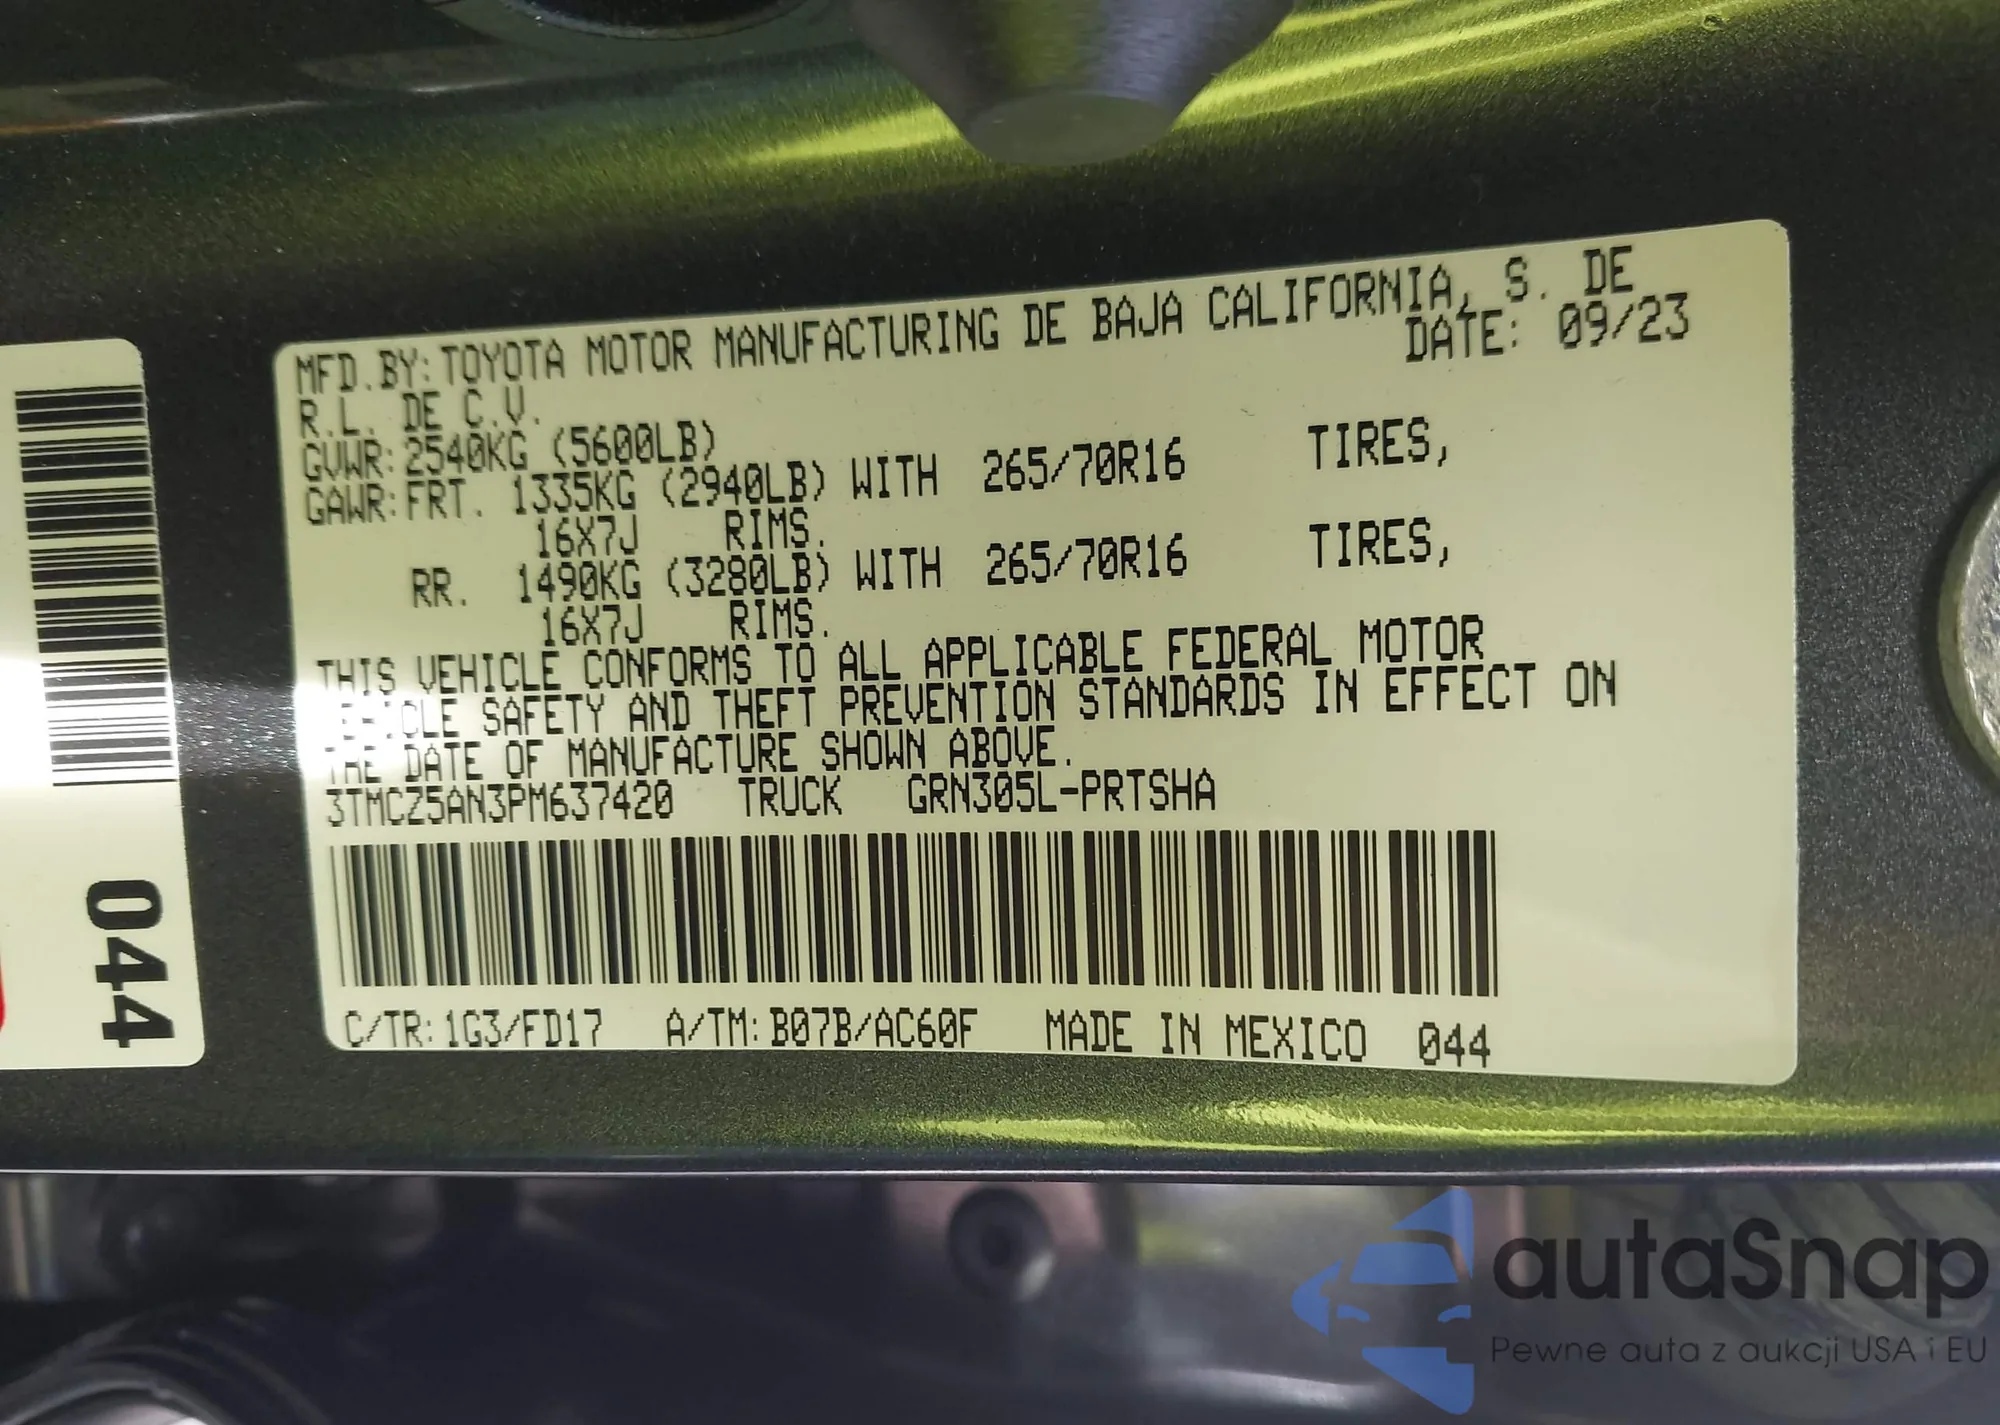 MFD.BY:TOYOTA MOTOR MANUFACTURING DE BAJA CALIFORNIA, S. DE
R.L. DE C.V. DATE: 09/23
GVWR:2540KG (5600LB)
GAWR:FRT. 1335KG (2940LB) WITH 265/70R16 TIRES,
16X7J RIMS.
RR. 1490KG (3280LB) WITH 265/70R16 TIRES,
16X7J RIMS.
THIS VEHICLE CONFORMS TO ALL APPLICABLE FEDERAL MOTOR
VEHICLE SAFETY AND THEFT PREVENTION STANDARDS IN EFFECT ON
THE DATE OF MANUFACTURE SHOWN ABOVE.
3TMCZ5AN3PM637420 TRUCK GRN305L-PRTSHA
C/TR:1G3/FD17 A/TM:B07B/AC60F MADE IN MEXICO 044
044
autaSnap
Pewne auta z aukcji USA i EU